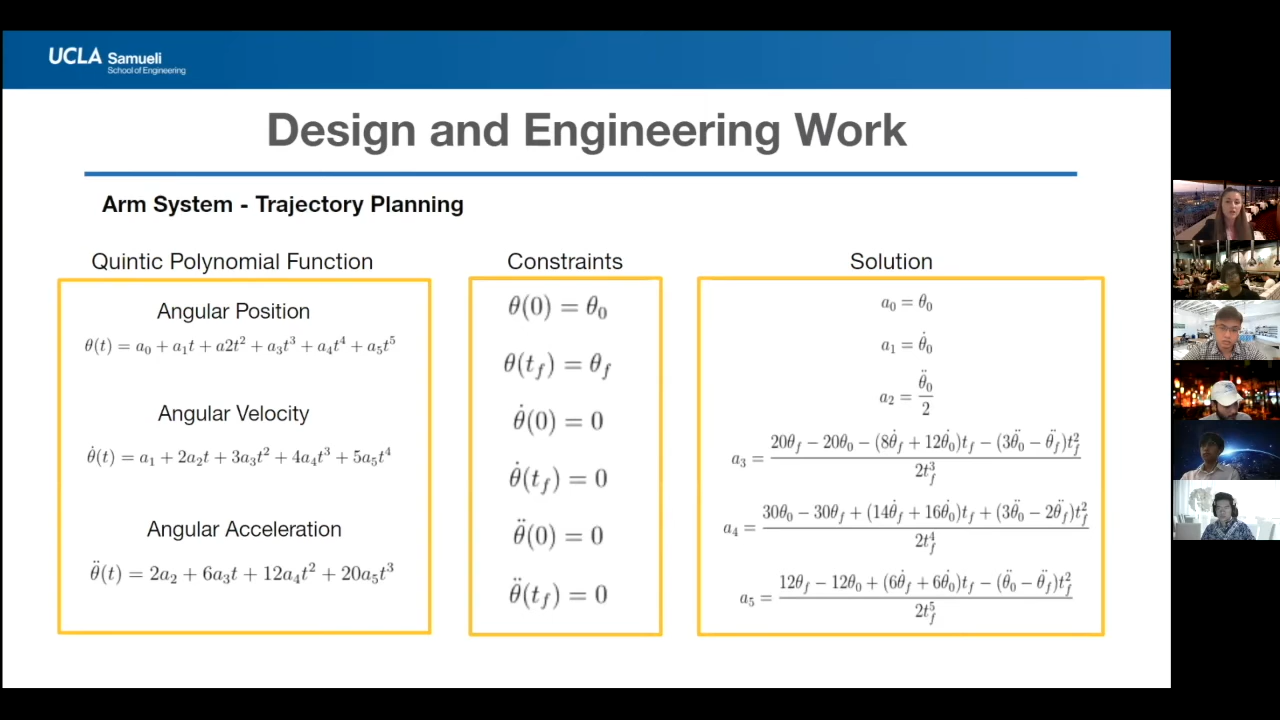 UCLA Samueli
School of Engineering
Design and Engineering Work
Arm System - Trajectory Planning
Quintic Polynomial Function
Angular Position
θ(t) = a₀ + a₁t + a2t² + a₃t³ + a₄t⁴ + a₅t⁵
Angular Velocity
θ̇(t) = a₁ + 2a₂t + 3a₃t² + 4a₄t³ + 5a₅t⁴
Angular Acceleration
θ̈(t) = 2a₂ + 6a₃t + 12a₄t² + 20a₅t³
Constraints
θ(0) = θ₀
θ(t_f) = θ_f
θ̇(0) = 0
θ̇(t_f) = 0
θ̈(0) = 0
θ̈(t_f) = 0
Solution
a₀ = θ₀
a₁ = θ̇₀
a₂ = θ̈₀ / 2
a₃ = (20θ_f − 20θ₀ − (8θ̇_f + 12θ̇₀)t_f − (3θ̈₀ − θ̈_f)t_f²) / 2t_f³
a₄ = (30θ₀ − 30θ_f + (14θ̇_f + 16θ̇₀)t_f + (3θ̈₀ − 2θ̈_f)t_f²) / 2t_f⁴
a₅ = (12θ_f − 12θ₀ + (6θ̇_f + 6θ̇₀)t_f − (θ̈₀ − θ̈_f)t_f²) / 2t_f⁵